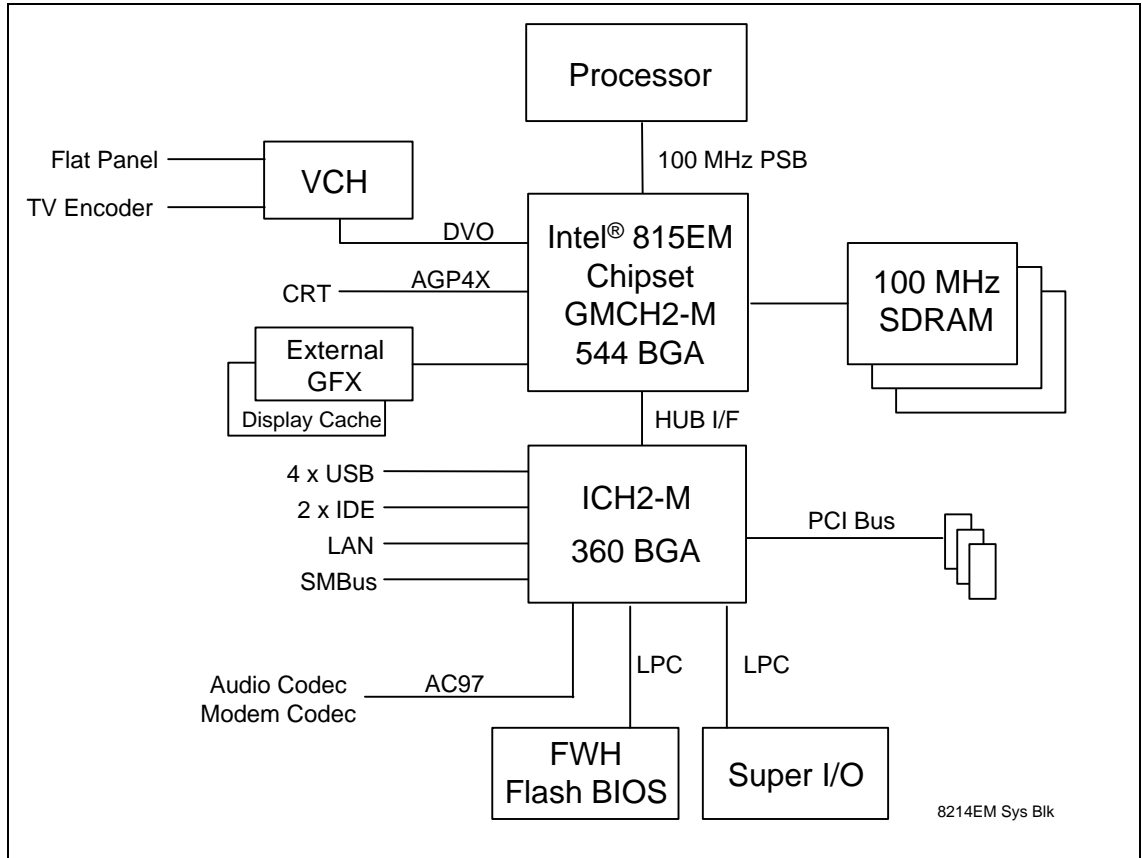 Processor
100 MHz PSB
Flat Panel
TV Encoder
VCH
DVO
Intel® 815EM
Chipset
GMCH2-M
544 BGA
CRT
AGP4X
100 MHz
SDRAM
External
GFX
Display Cache
HUB I/F
4 x USB
2 x IDE
LAN
SMBus
ICH2-M
360 BGA
PCI Bus
LPC
LPC
Audio Codec
Modem Codec
AC97
FWH
Flash BIOS
Super I/O
8214EM Sys Blk